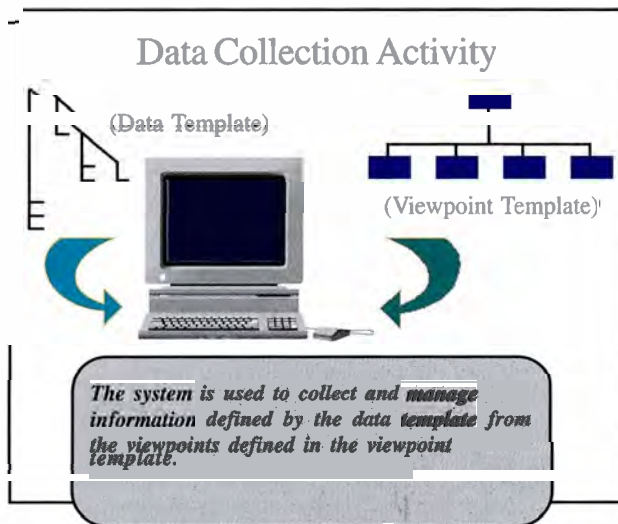 Data Collection Activity
(Data Template)
(Viewpoint Template)
The system is used to collect and manage
information defined by the data template from
the viewpoints defined in the viewpoint
template.